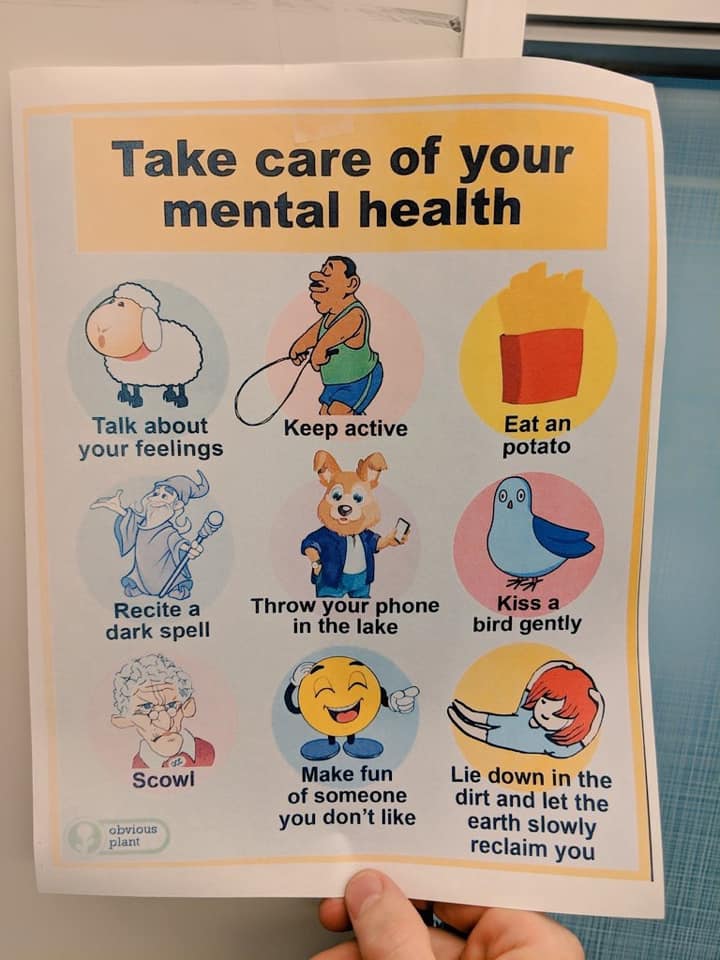 Take care of your
mental health
Talk about
your feelings
Keep active
Eat an
potato
Recite a
dark spell
Throw your phone
in the lake
Kiss a
bird gently
Scowl
Make fun
of someone
you don't like
Lie down in the
dirt and let the
earth slowly
reclaim you
obvious
plant